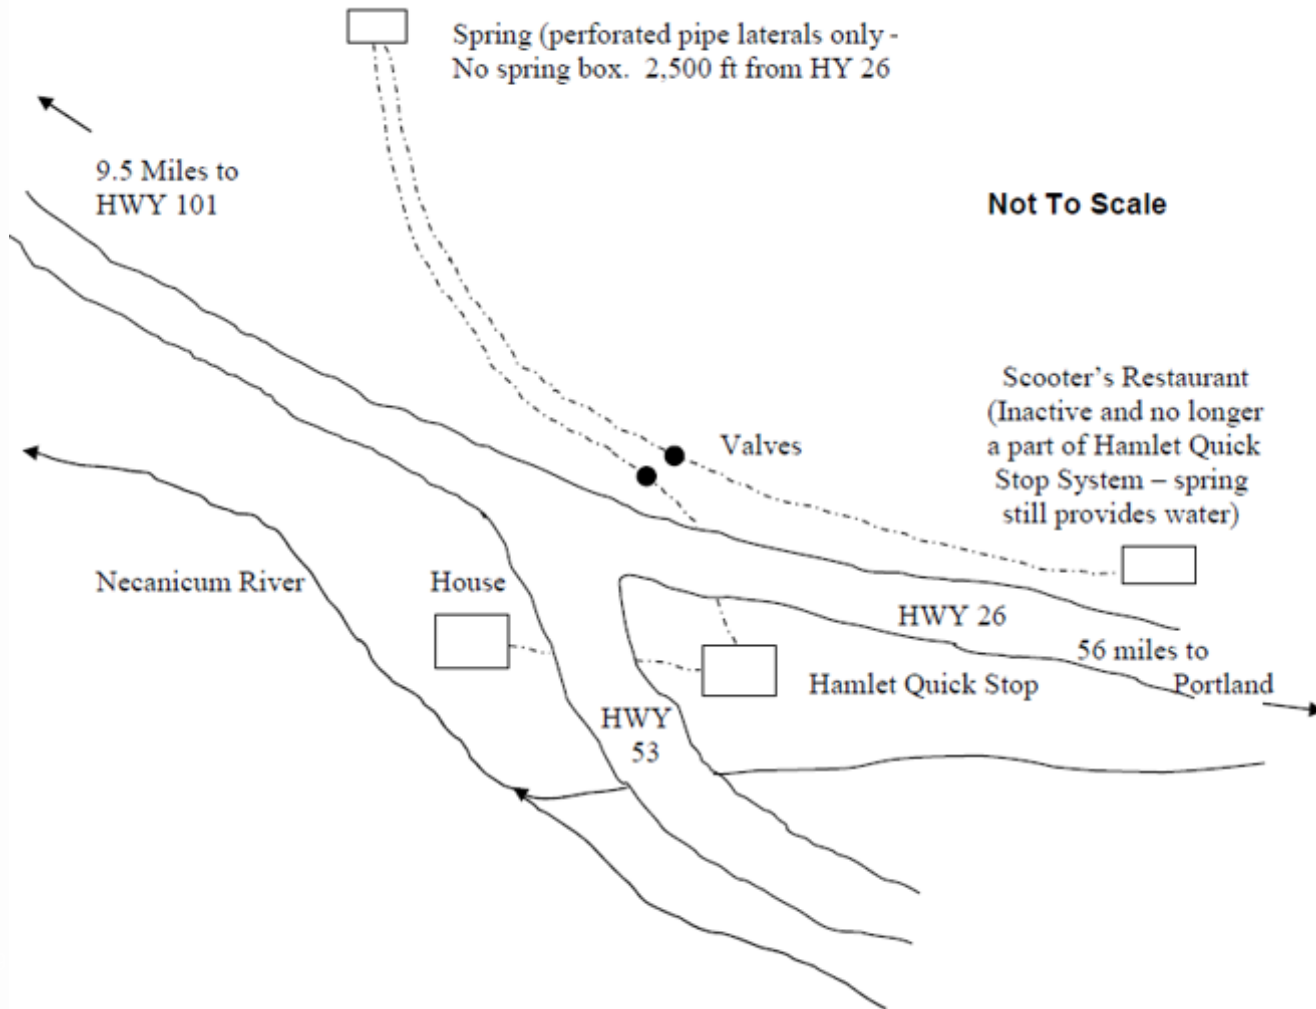 Spring (perforated pipe laterals only -
No spring box.  2,500 ft from HY 26
9.5 Miles to
HWY 101
Not To Scale
Scooter's Restaurant
(Inactive and no longer
a part of Hamlet Quick
Stop System – spring
still provides water)
Valves
Necanicum River
House
HWY 26
56 miles to
Portland
Hamlet Quick Stop
HWY
53